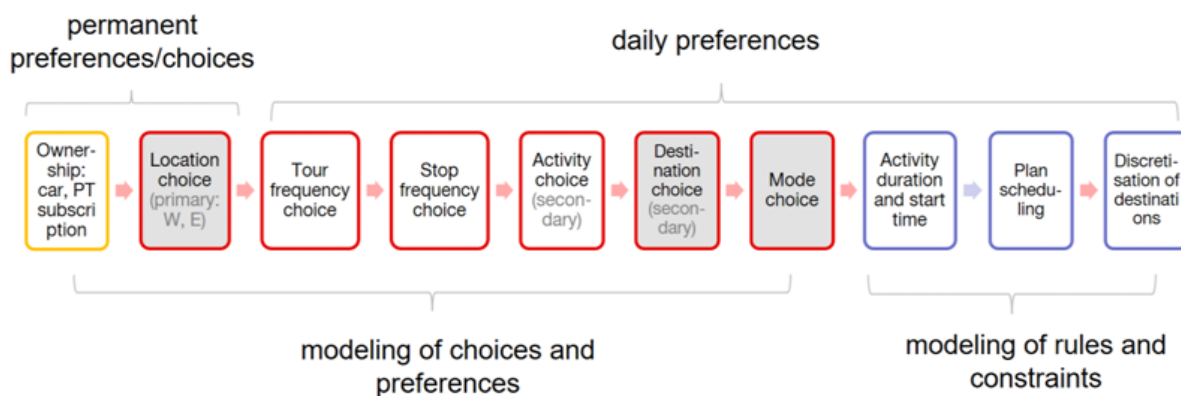 permanent
preferences/choices
daily preferences
Owner-
ship:
car, PT
subscri
ption
Location
choice
(primary:
W, E)
Tour
frequency
choice
Stop
frequency
choice
Activity
choice
(secon-
dary)
Desti-
nation
choice
(secon-
dary)
Mode
choice
Activity
duration
and start
time
Plan
schedu-
ling
Discreti-
sation of
destinati
ons
modeling of choices and
preferences
modeling of rules and
constraints